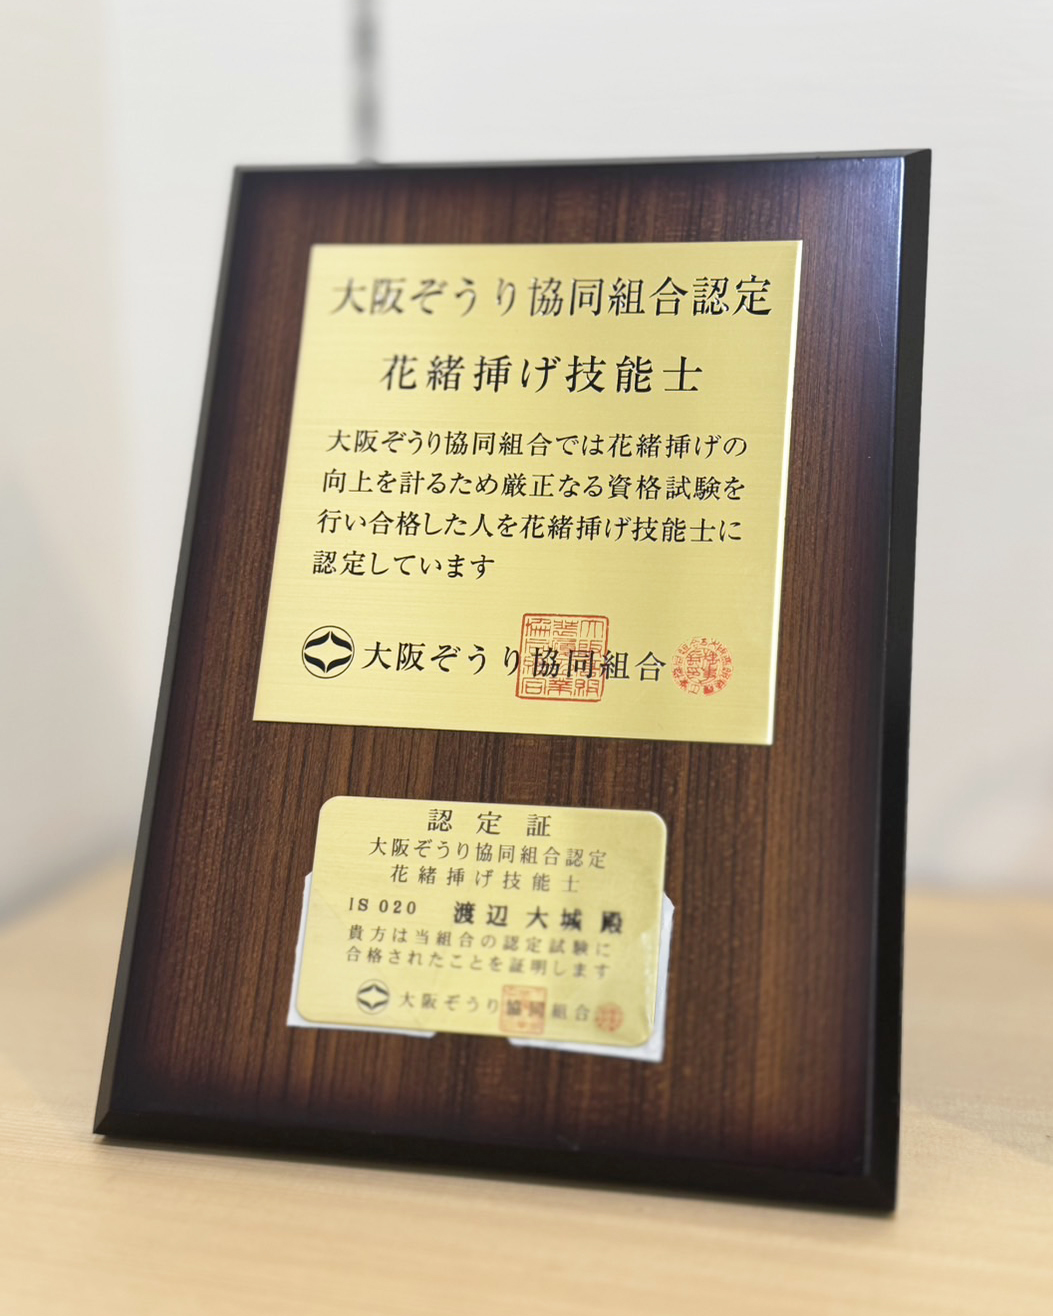 大阪ぞうり協同組合認定
花緒挿げ技能士
大阪ぞうり協同組合では花緒挿げの
向上を計るため厳正なる資格試験を
行い合格した人を花緒挿げ技能士に
認定しています
大阪ぞうり協同組合
認定証
大阪ぞうり協同組合認定
花緒挿げ技能士
IS 020 渡辺 大城 殿
貴方は当組合の認定試験に
合格されたことを証明します
大阪ぞうり協同組合